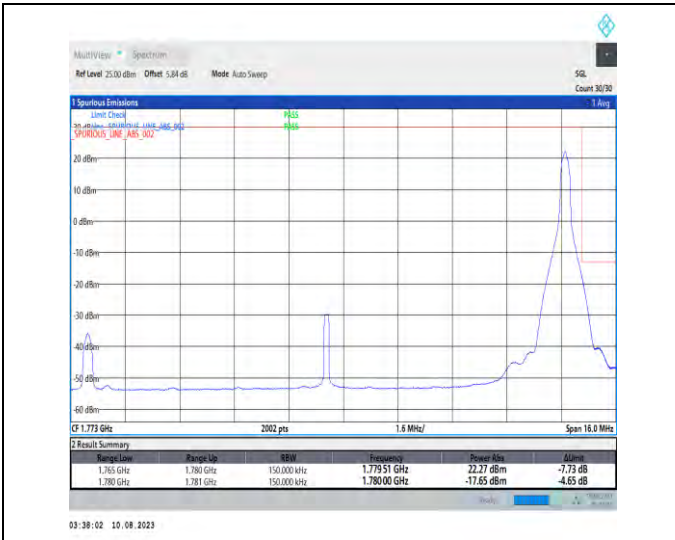 MultiView Spectrum
Ref Level 25.00 dBm Offset 5.84 dB Mode Auto Sweep SGL
Count 30/30
1 Spurious Emissions 1 Avg
Limit Check PASS
Line _SPURIOUS_LINE_ABS_002 PASS
SPURIOUS_LINE_ABS_002
20 dBm
10 dBm
0 dBm
-10 dBm
-20 dBm
-30 dBm
-40 dBm
-50 dBm
-60 dBm
CF 1.773 GHz 2002 pts 1.6 MHz/ Span 16.0 MHz
2 Result Summary
Range Low Range Up RBW Frequency Power Abs ΔLimit
1.765 GHz 1.780 GHz 150.000 kHz 1.77951 GHz 22.27 dBm -7.73 dB
1.780 GHz 1.781 GHz 150.000 kHz 1.78000 GHz -17.65 dBm -4.65 dB
03:38:02 10.08.2023